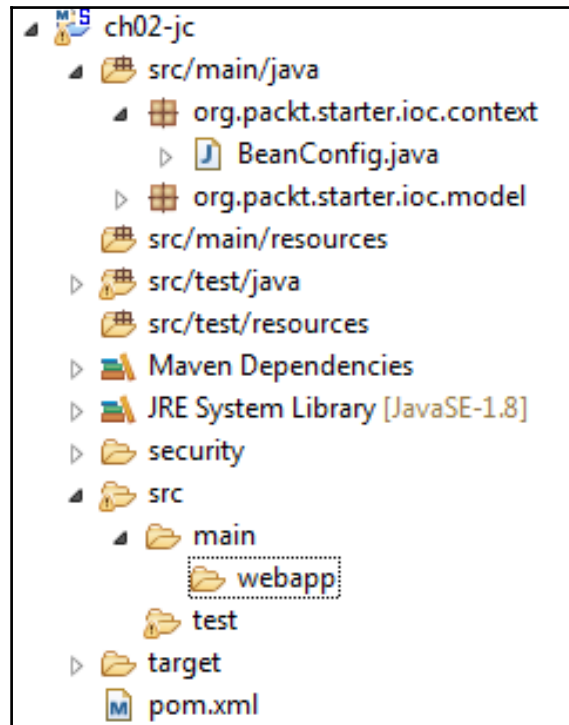 ch02-jc
src/main/java
org.packt.starter.ioc.context
BeanConfig.java
org.packt.starter.ioc.model
src/main/resources
src/test/java
src/test/resources
Maven Dependencies
JRE System Library [JavaSE-1.8]
security
src
main
webapp
test
target
pom.xml